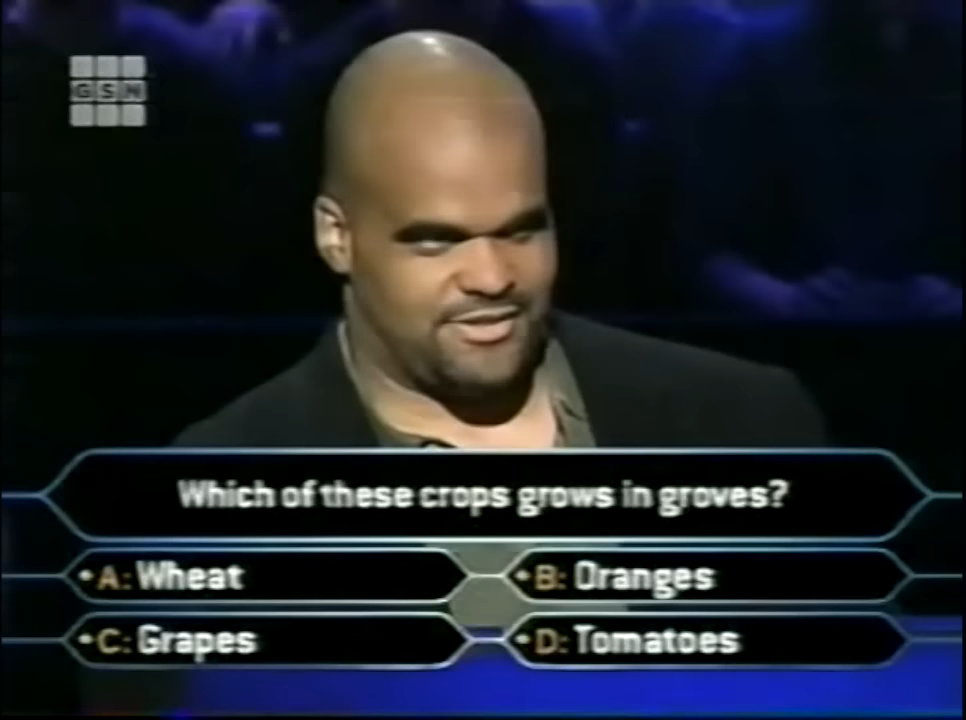 GSN
Which of these crops grows in groves?
A: Wheat
B: Oranges
C: Grapes
D: Tomatoes